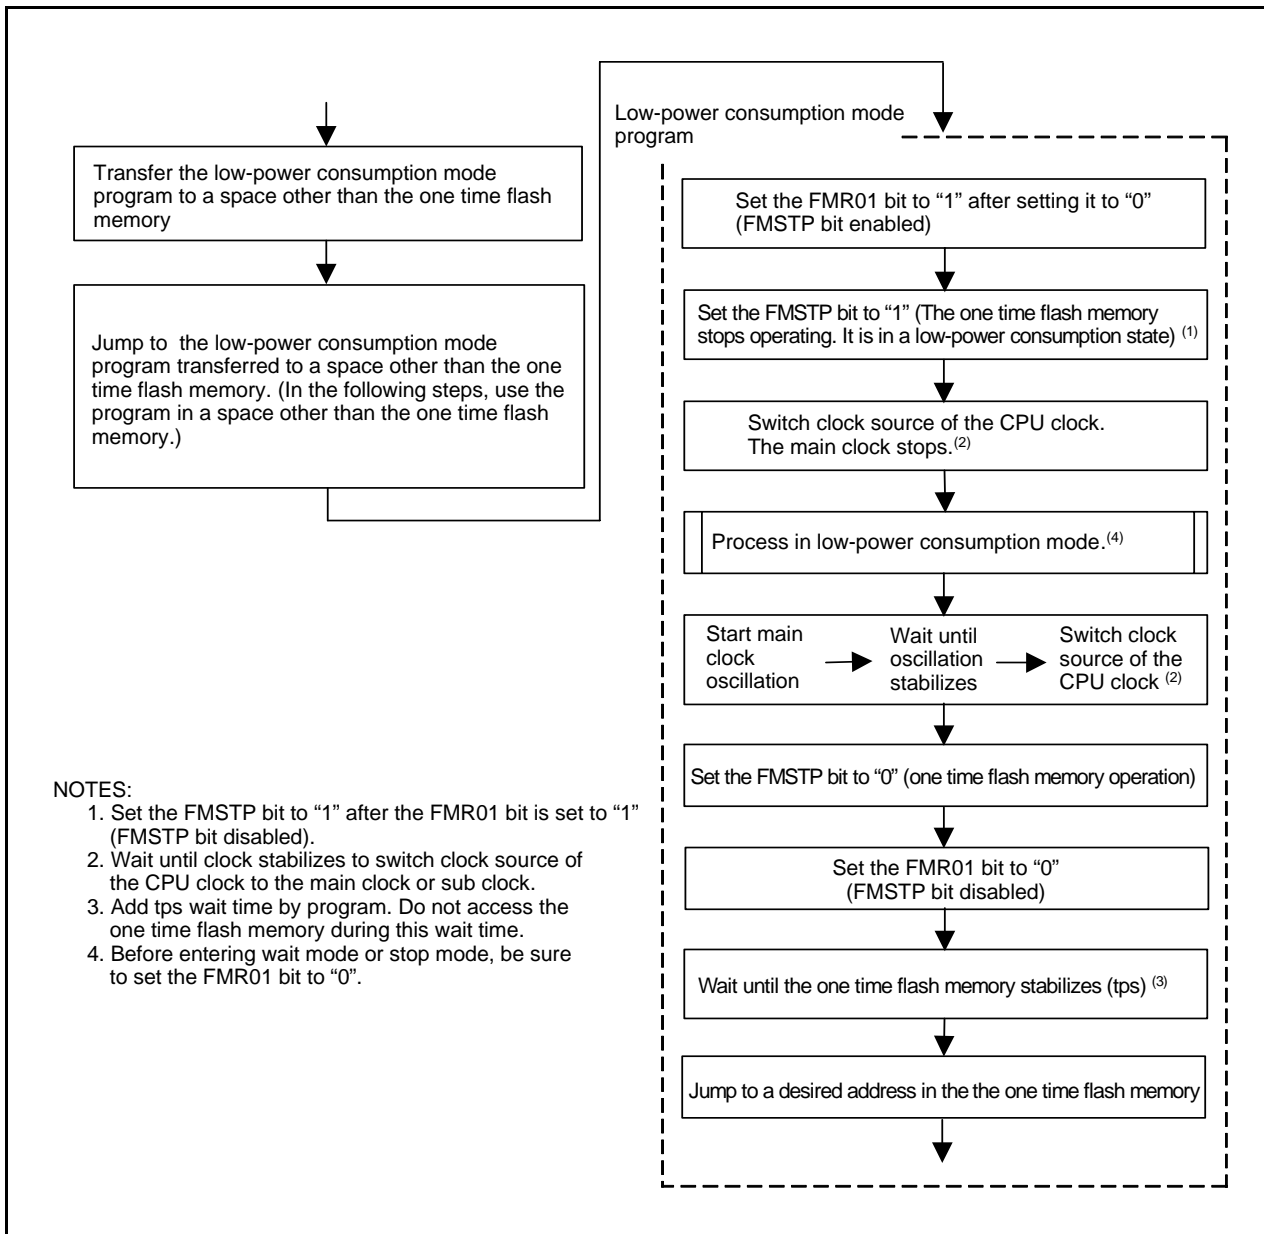 Transfer the low-power consumption mode
program to a space other than the one time flash
memory
Jump to the low-power consumption mode
program transferred to a space other than the one
time flash memory. (In the following steps, use the
program in a space other than the one time flash
memory.)
Low-power consumption mode
program
Set the FMR01 bit to “1” after setting it to “0”
(FMSTP bit enabled)
Set the FMSTP bit to “1” (The one time flash memory
stops operating. It is in a low-power consumption state) (1)
Switch clock source of the CPU clock.
The main clock stops.(2)
Process in low-power consumption mode.(4)
Start main
clock
oscillation
Wait until
oscillation
stabilizes
Switch clock
source of the
CPU clock (2)
Set the FMSTP bit to “0” (one time flash memory operation)
Set the FMR01 bit to “0”
(FMSTP bit disabled)
Wait until the one time flash memory stabilizes (tps) (3)
Jump to a desired address in the the one time flash memory
NOTES:
1. Set the FMSTP bit to “1” after the FMR01 bit is set to “1”
(FMSTP bit disabled).
2. Wait until clock stabilizes to switch clock source of
the CPU clock to the main clock or sub clock.
3. Add tps wait time by program. Do not access the
one time flash memory during this wait time.
4. Before entering wait mode or stop mode, be sure
to set the FMR01 bit to “0”.